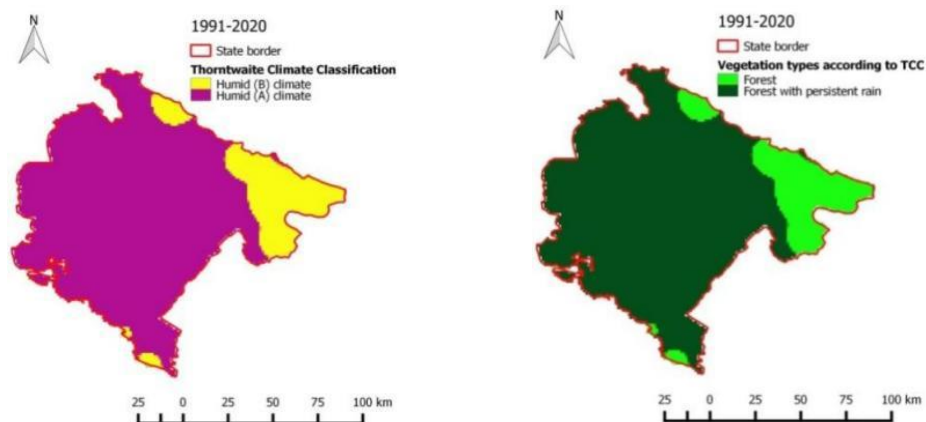 N
1991-2020
State border
Thorntwaite Climate Classification
Humid (B) climate
Humid (A) climate
25 0 25 50 75 100 km
N
1991-2020
State border
Vegetation types according to TCC
Forest
Forest with persistent rain
25 0 25 50 75 100 km